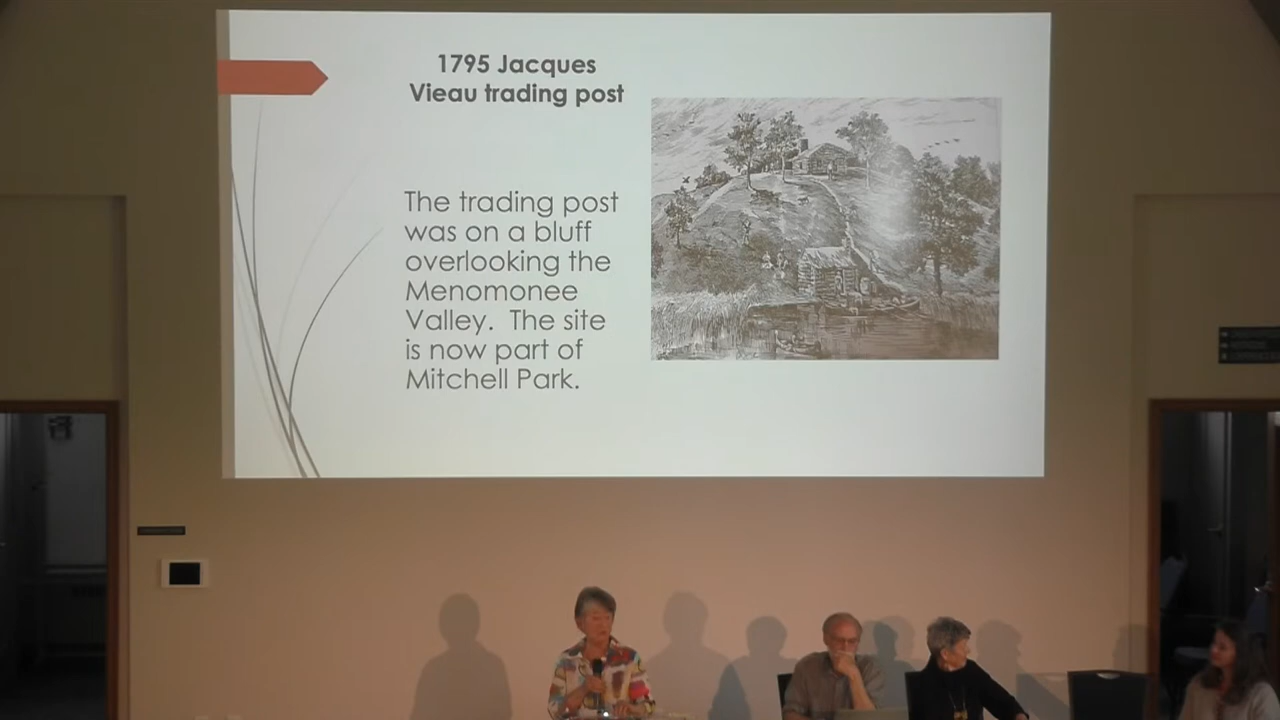 1795 Jacques
Vieau trading post
The trading post
was on a bluff
overlooking the
Menomonee
Valley.  The site
is now part of
Mitchell Park.